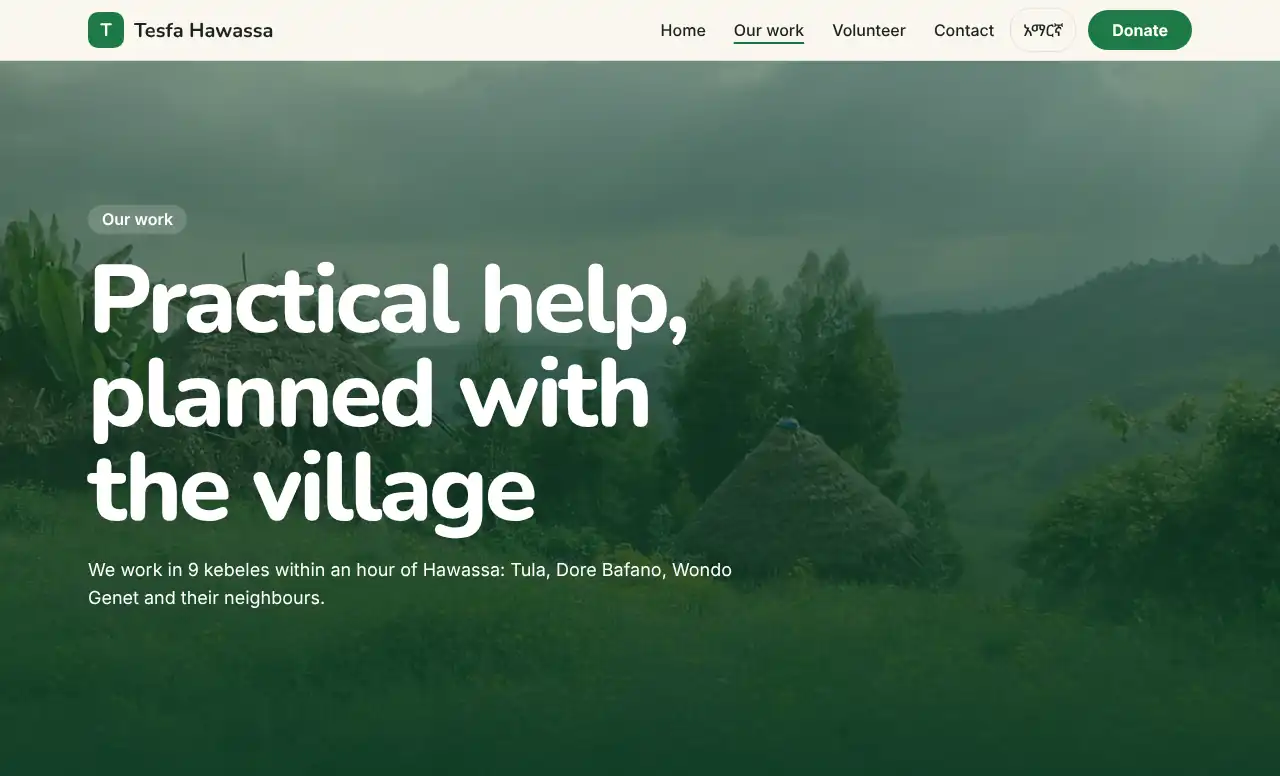 T
Tesfa Hawassa
Home
Our work
Volunteer
Contact
አማርኛ
Donate
Our work
Practical help,
planned with
the village
We work in 9 kebeles within an hour of Hawassa: Tula, Dore Bafano, Wondo
Genet and their neighbours.